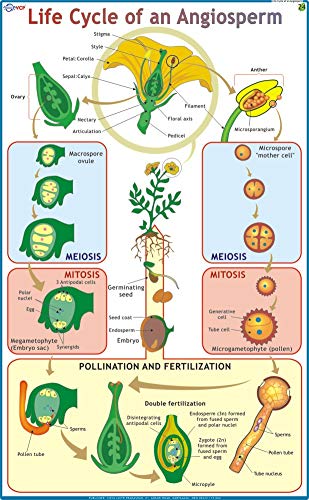 Life Cycle of an Angiosperm
24
Stigma
Style
Petal:Corolla
Sepal:Calyx
Anther
Ovary
Nectary
Articulation
Filament
Floral axis
Pedicel
Microsporangium
Macrospore
ovule
Microspore
"mother cell"
MEIOSIS
MEIOSIS
MITOSIS
3 Antipodal cells
Polar
nuclei
Egg
Megametophyte
(Embryo sac)
Synergids
MITOSIS
Generative
cell
Tube cell
Microgametophyte (pollen)
Germinating
seed
Seed coat
Endosperm
Embryo
POLLINATION AND FERTILIZATION
Double fertilization
Disintegrating
antipodal cells
Endosperm (3n) formed
from fused sperm
and polar nuclei
Zygote (2n)
formed from
fused sperm
and egg
Sperms
Pollen tube
Micropyle
Sperms
Pollen tube
Tube nucleus